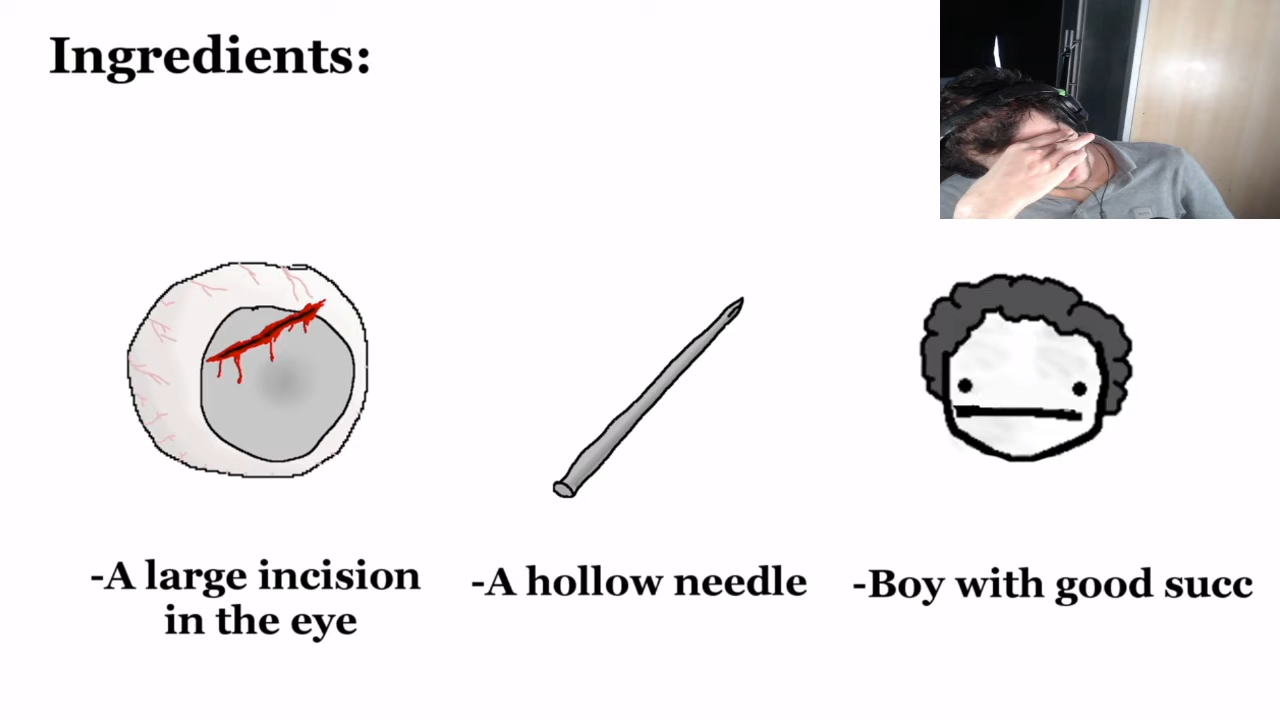 Ingredients:
-A large incision
in the eye
-A hollow needle
-Boy with good succ